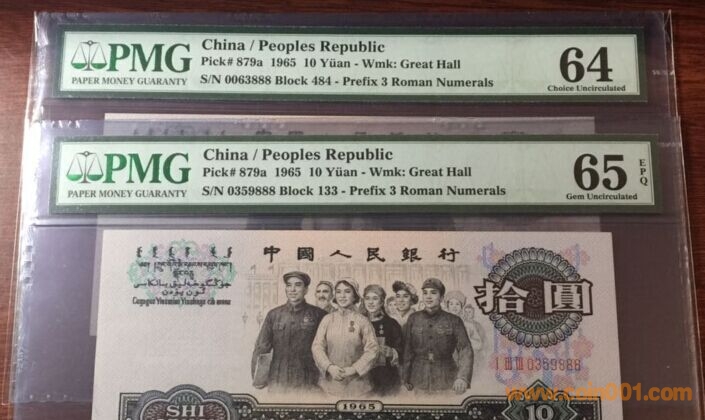 PMG
PAPER MONEY GUARANTY
China / Peoples Republic
Pick# 879a 1965 10 Yüan - Wmk: Great Hall
S/N 0063888 Block 484 - Prefix 3 Roman Numerals
64
Choice Uncirculated
PMG
PAPER MONEY GUARANTY
China / Peoples Republic
Pick# 879a 1965 10 Yüan - Wmk: Great Hall
S/N 0359888 Block 133 - Prefix 3 Roman Numerals
65
EPQ
Gem Uncirculated
中國人民銀行
拾圓
I III III 0359888
SHI
1965
10
www.coin001.com